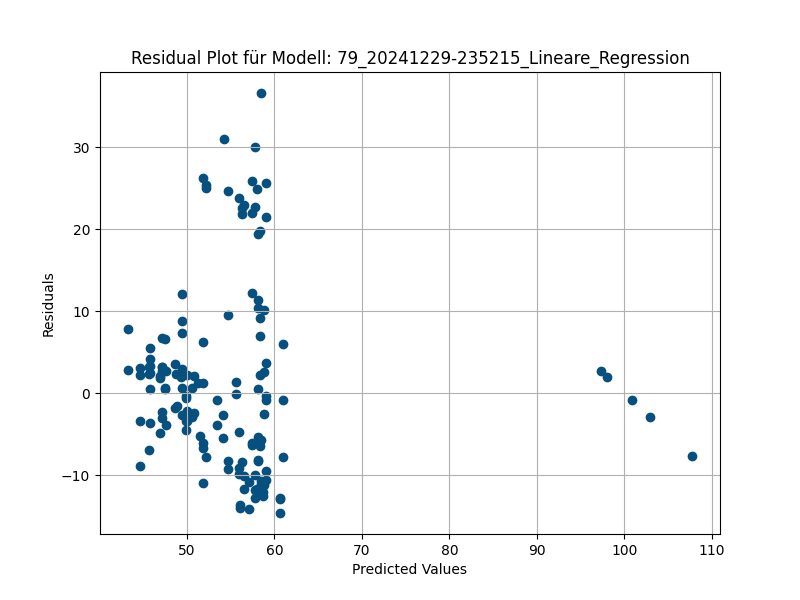 Residual Plot für Modell: 79_20241229-235215_Lineare_Regression
30
20
10
0
−10
Residuals
50 60 70 80 90 100 110
Predicted Values